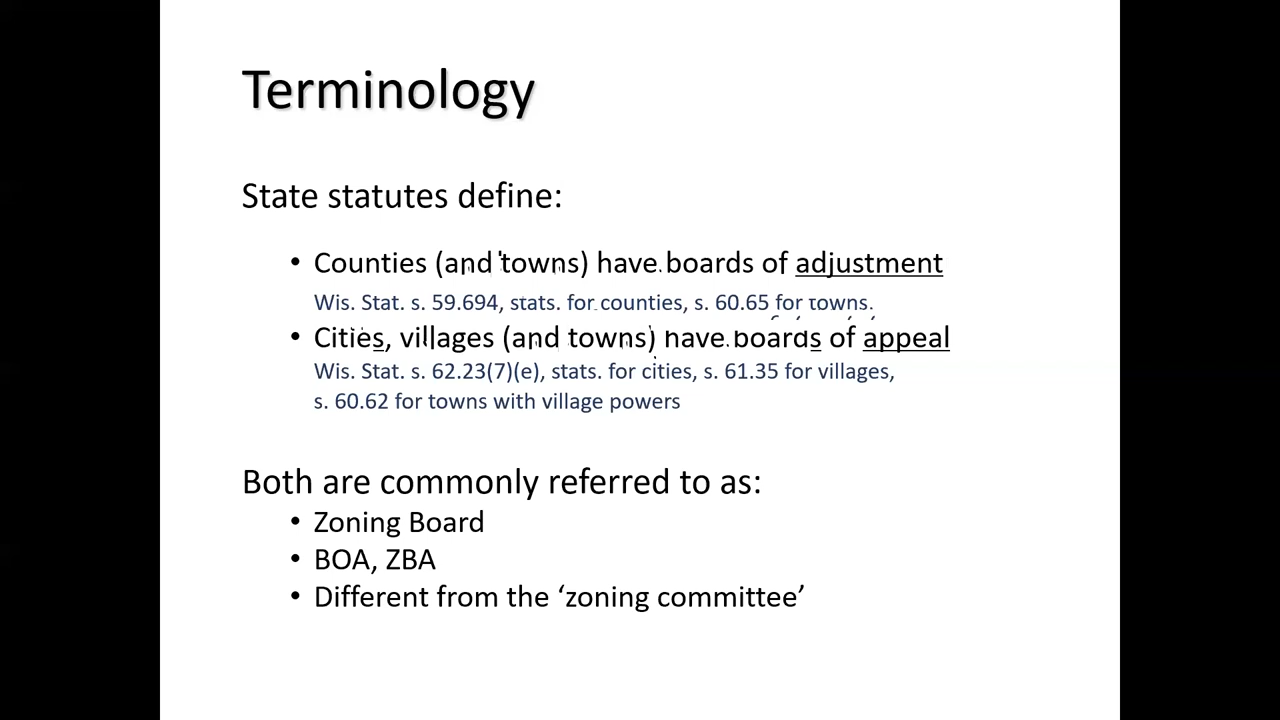 Terminology
State statutes define:
• Counties (and towns) have boards of adjustment
Wis. Stat. s. 59.694, stats. for counties, s. 60.65 for towns.
• Cities, villages (and towns) have boards of appeal
Wis. Stat. s. 62.23(7)(e), stats. for cities, s. 61.35 for villages,
s. 60.62 for towns with village powers
Both are commonly referred to as:
• Zoning Board
• BOA, ZBA
• Different from the ‘zoning committee’